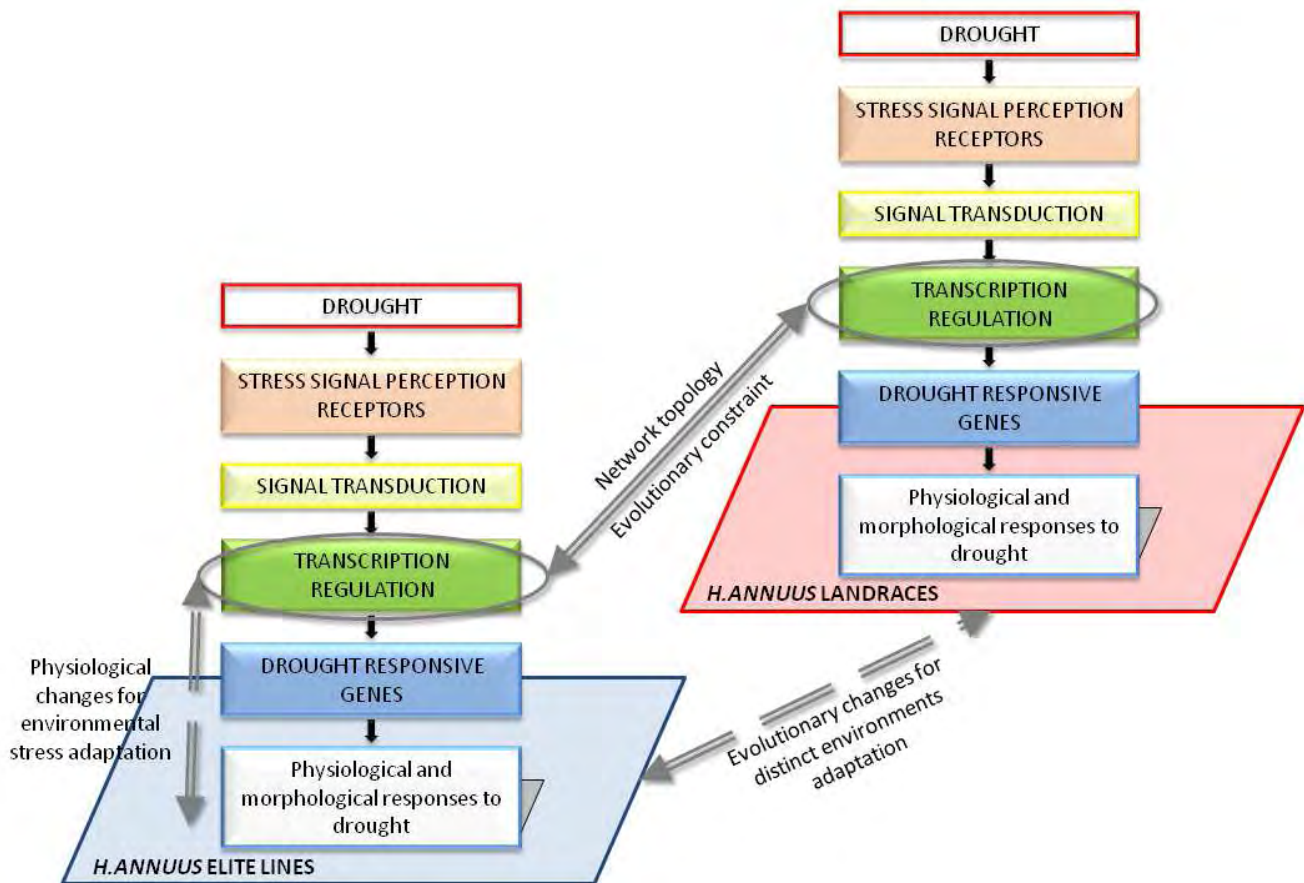 DROUGHT
STRESS SIGNAL PERCEPTION
RECEPTORS
SIGNAL TRANSDUCTION
TRANSCRIPTION
REGULATION
DROUGHT RESPONSIVE
GENES
Physiological and
morphological responses to
drought
H.ANNUUS LANDRACES
DROUGHT
STRESS SIGNAL PERCEPTION
RECEPTORS
SIGNAL TRANSDUCTION
TRANSCRIPTION
REGULATION
DROUGHT RESPONSIVE
GENES
Physiological and
morphological responses to
drought
H.ANNUUS ELITE LINES
Network topology
Evolutionary constraint
Physiological
changes for
environmental
stress adaptation
Evolutionary changes for
distinct environments
adaptation